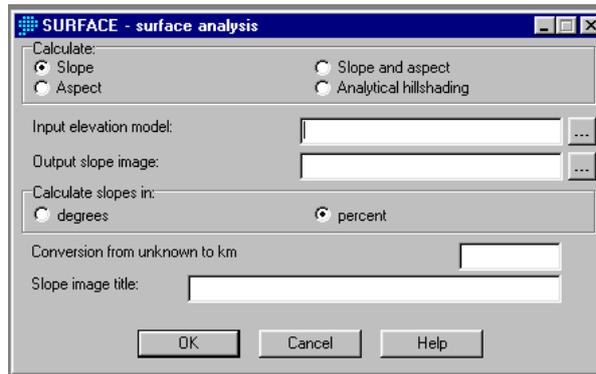 SURFACE - surface analysis
Calculate:
Slope
Slope and aspect
Aspect
Analytical hillshading
Input elevation model:
...
Output slope image:
...
Calculate slopes in:
degrees
percent
Conversion from unknown to km
Slope image title:
OK
Cancel
Help